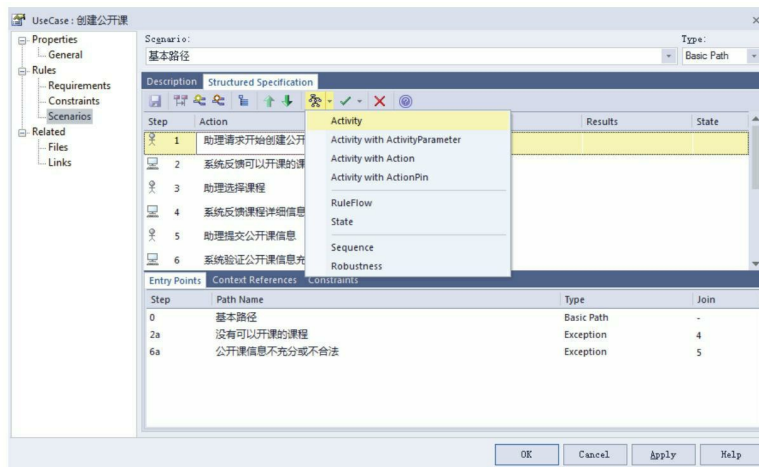 UseCase : 创建公开课
Properties
General
Rules
Requirements
Constraints
Scenarios
Related
Files
Links
Scenario:
Type:
基本路径
Basic Path
Description
Structured Specification
Step
Action
Results
State
1
助理请求开始创建公开
2
系统反馈可以开课的课
3
助理选择课程
4
系统反馈课程详细信息
5
助理提交公开课信息
6
系统验证公开课信息充
Activity
Activity with ActivityParameter
Activity with Action
Activity with ActionPin
RuleFlow
State
Sequence
Robustness
Entry Points
Context References
Constraints
Step
Path Name
Type
Join
0
基本路径
Basic Path
-
2a
没有可以开课的课程
Exception
4
6a
公开课信息不充分或不合法
Exception
5
OK
Cancel
Apply
Help